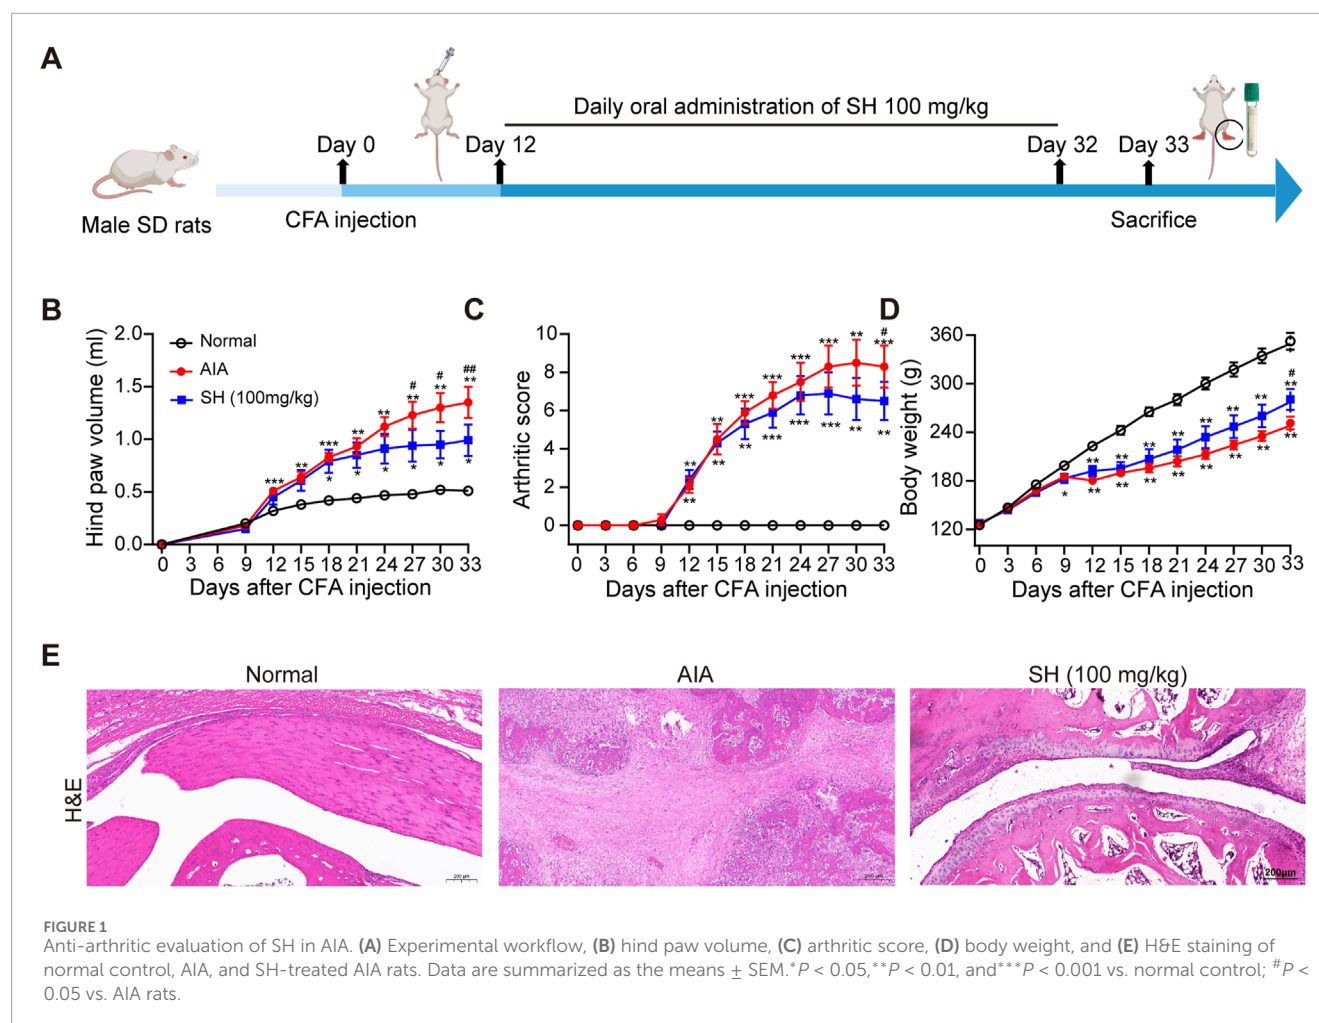 A
Daily oral administration of SH 100 mg/kg
Day 0
Day 12
Day 32
Day 33
Male SD rats
CFA injection
Sacrifice
B
Hind paw volume (ml)
2.0
1.5
1.0
0.5
0.0
Normal
AIA
SH (100mg/kg)
***
**
***
**
**
#
**
#
**
##
**
*
*
*
*
*
*
0 3 6 9 12 15 18 21 24 27 30 33
Days after CFA injection
C
Arthritic score
10
8
6
4
2
0
**
**
***
***
***
***
**
#
***
**
**
**
***
***
***
**
**
0 3 6 9 12 15 18 21 24 27 30 33
Days after CFA injection
D
Body weight (g)
360
300
240
180
120
**
**
**
**
**
**
**
#
**
*
**
**
**
**
**
**
**
**
0 3 6 9 12 15 18 21 24 27 30 33
Days after CFA injection
E
Normal
AIA
SH (100 mg/kg)
H&E
200 μm
200 μm
200μm
FIGURE 1
Anti-arthritic evaluation of SH in AIA. (A) Experimental workflow, (B) hind paw volume, (C) arthritic score, (D) body weight, and (E) H&E staining of
normal control, AIA, and SH-treated AIA rats. Data are summarized as the means ± SEM.*P < 0.05,**P < 0.01, and***P < 0.001 vs. normal control; #P <
0.05 vs. AIA rats.